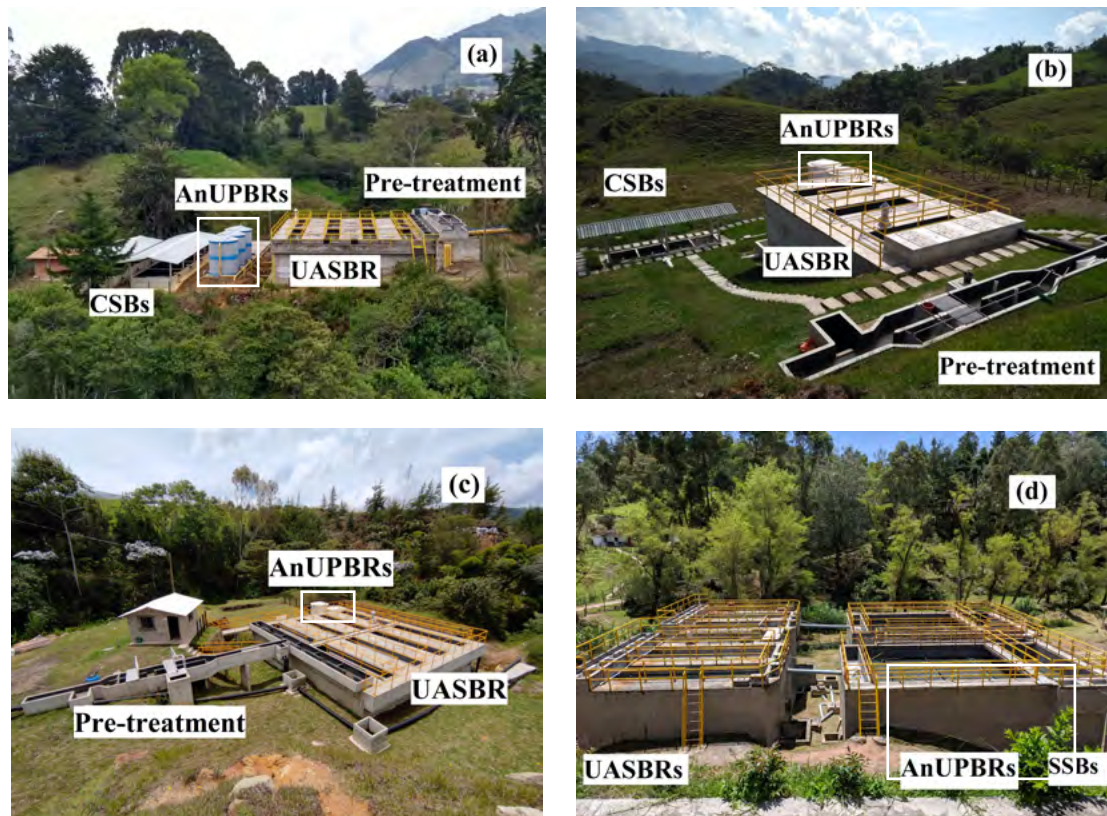 (a)
AnUPBRs
Pre-treatment
UASBR
CSBs
(b)
AnUPBRs
CSBs
UASBR
Pre-treatment
(c)
AnUPBRs
UASBR
Pre-treatment
(d)
UASBRs
AnUPBRs
SSBs